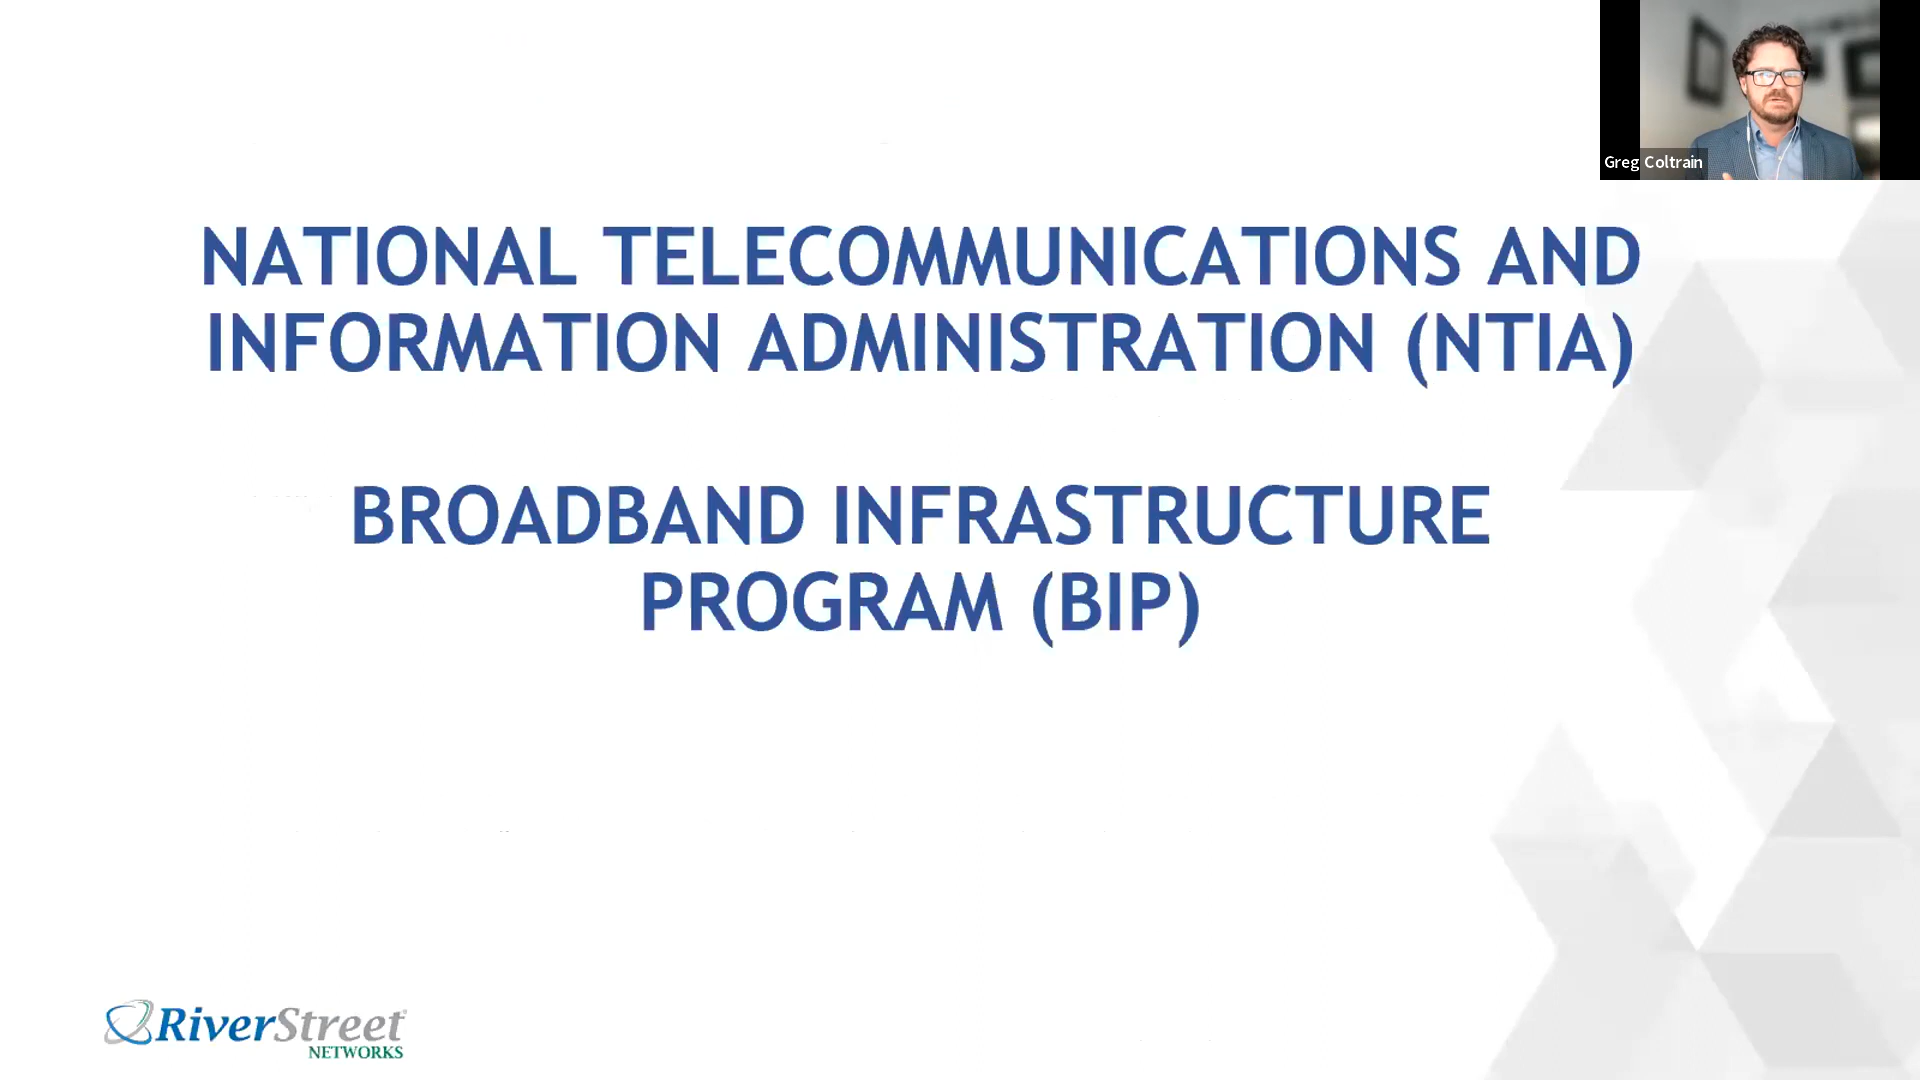 Greg Coltrain
NATIONAL TELECOMMUNICATIONS AND
INFORMATION ADMINISTRATION (NTIA)
BROADBAND INFRASTRUCTURE
PROGRAM (BIP)
RiverStreet
NETWORKS